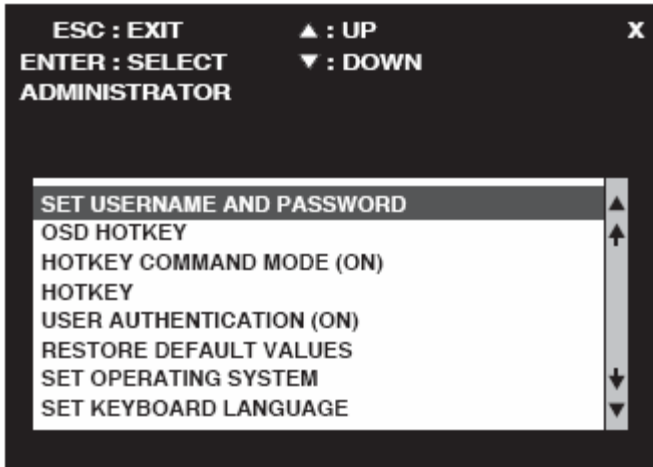 ESC : EXIT ▲ : UP X
ENTER : SELECT ▼ : DOWN
ADMINISTRATOR
SET USERNAME AND PASSWORD
OSD HOTKEY
HOTKEY COMMAND MODE (ON)
HOTKEY
USER AUTHENTICATION (ON)
RESTORE DEFAULT VALUES
SET OPERATING SYSTEM
SET KEYBOARD LANGUAGE